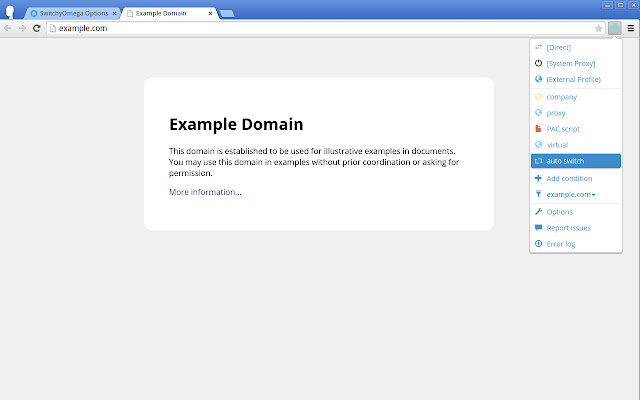 SwitchyOmega Options
Example Domain
example.com
[Direct]
[System Proxy]
(External Profile)
company
proxy
PAC script
virtual
auto switch
Add condition
example.com
Options
Report issues
Error log
Example Domain
This domain is established to be used for illustrative examples in documents.
You may use this domain in examples without prior coordination or asking for
permission.
More information...